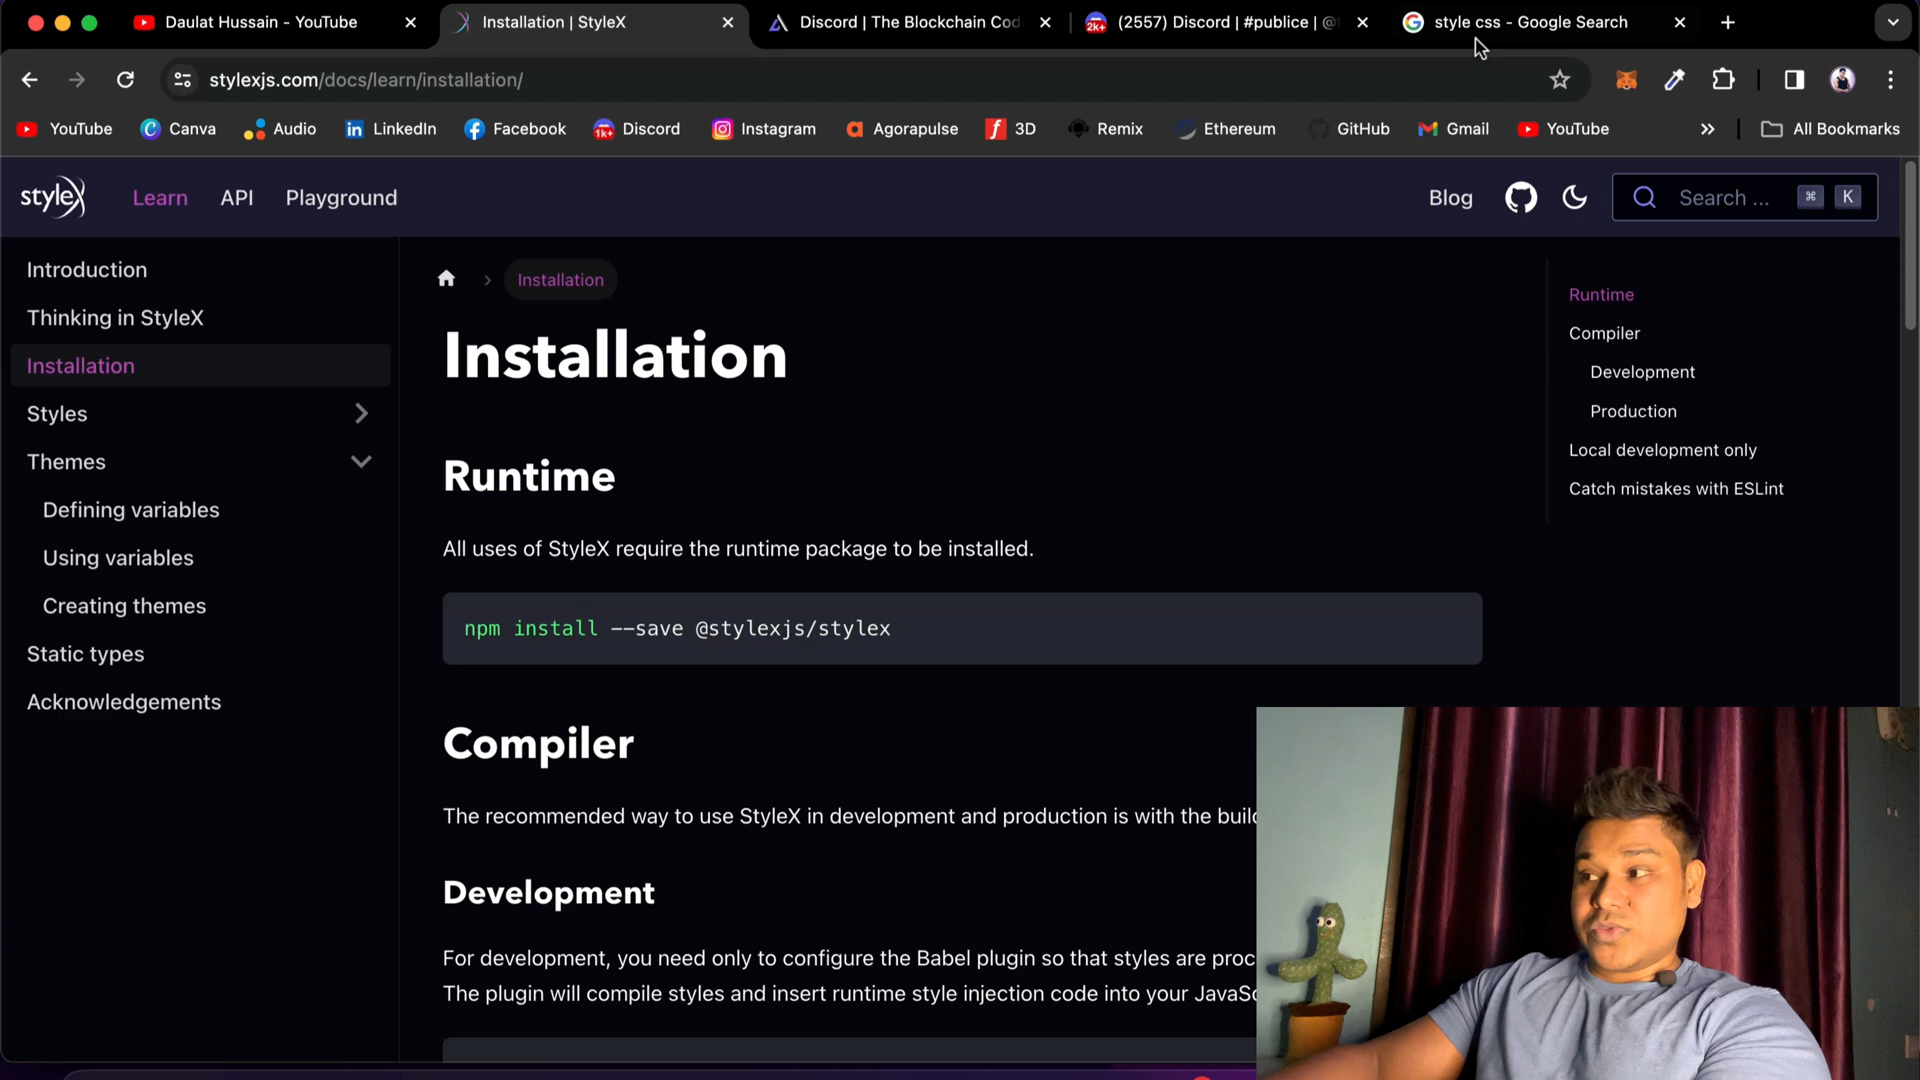 Daulat Hussain - YouTube
Installation | StyleX
Discord | The Blockchain Cod
(2557) Discord | #publice | @
style css - Google Search
stylexjs.com/docs/learn/installation/
YouTube
Canva
Audio
LinkedIn
Facebook
Discord
Instagram
Agorapulse
3D
Remix
Ethereum
GitHub
Gmail
YouTube
All Bookmarks
styleX
Learn
API
Playground
Blog
Search ...
⌘
K
Introduction
Thinking in StyleX
Installation
Styles
Themes
Defining variables
Using variables
Creating themes
Static types
Acknowledgements
Installation
Installation
Runtime
All uses of StyleX require the runtime package to be installed.
npm install --save @stylexjs/stylex
Compiler
The recommended way to use StyleX in development and production is with the build
Development
For development, you need only to configure the Babel plugin so that styles are proc
The plugin will compile styles and insert runtime style injection code into your JavaSc
Runtime
Compiler
Development
Production
Local development only
Catch mistakes with ESLint